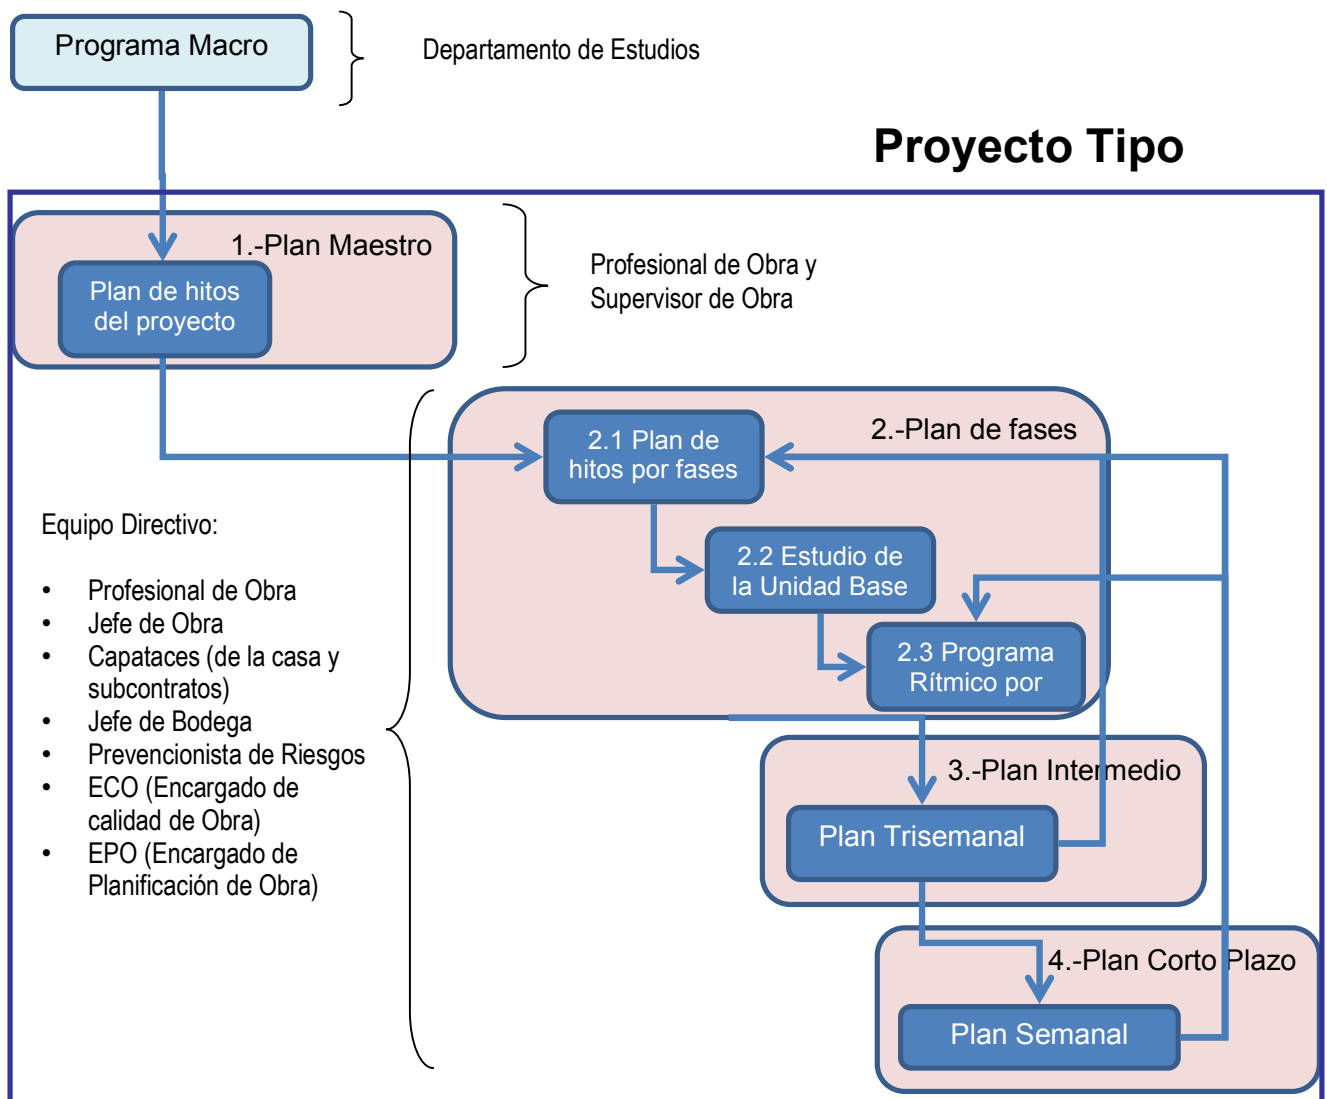 Programa Macro
Departamento de Estudios
Proyecto Tipo
1.-Plan Maestro
Plan de hitos
del proyecto
Profesional de Obra y
Supervisor de Obra
2.-Plan de fases
2.1 Plan de
hitos por fases
2.2 Estudio de
la Unidad Base
2.3 Programa
Rítmico por
Equipo Directivo:
• Profesional de Obra
• Jefe de Obra
• Capataces (de la casa y
subcontratos)
• Jefe de Bodega
• Prevencionista de Riesgos
• ECO (Encargado de
calidad de Obra)
• EPO (Encargado de
Planificación de Obra)
3.-Plan Intermedio
Plan Trisemanal
4.-Plan Corto Plazo
Plan Semanal